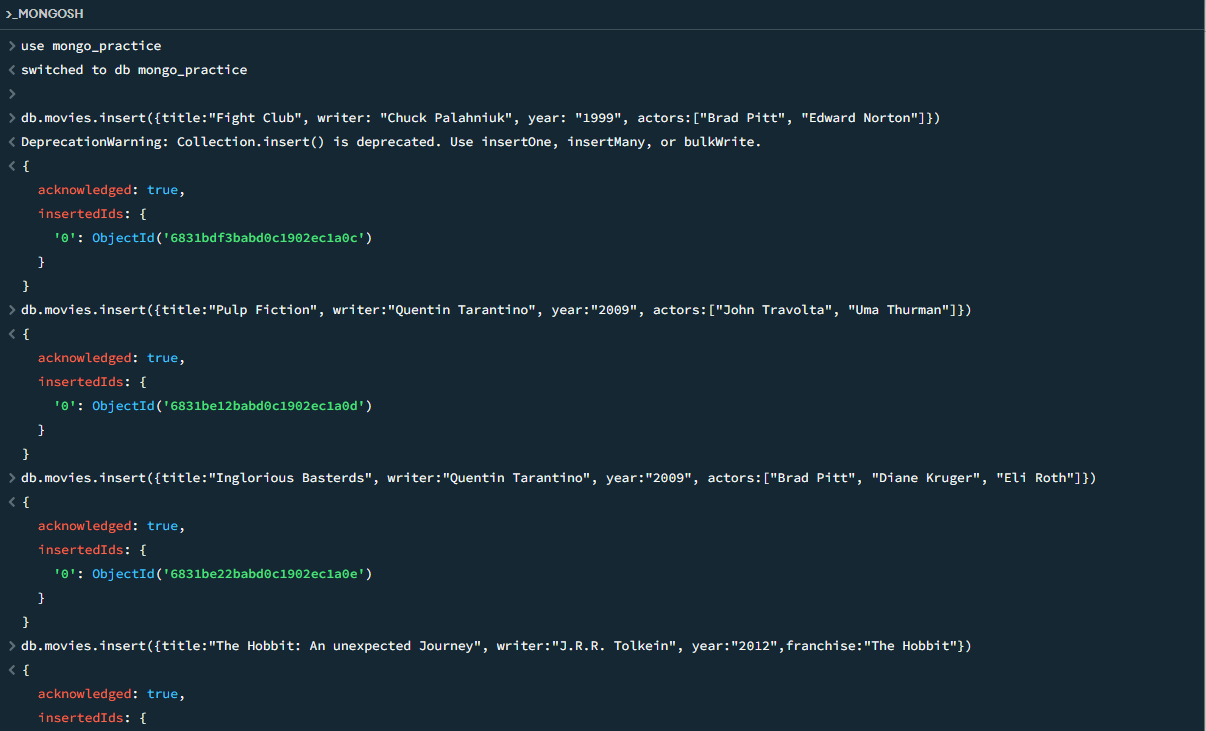 >_MONGOSH
> use mongo_practice
< switched to db mongo_practice
>
> db.movies.insert({title:"Fight Club", writer: "Chuck Palahniuk", year: "1999", actors:["Brad Pitt", "Edward Norton"]})
< DeprecationWarning: Collection.insert() is deprecated. Use insertOne, insertMany, or bulkWrite.
< {
    acknowledged: true,
    insertedIds: {
      '0': ObjectId('6831bdf3babd0c1902ec1a0c')
    }
  }
> db.movies.insert({title:"Pulp Fiction", writer:"Quentin Tarantino", year:"2009", actors:["John Travolta", "Uma Thurman"]})
< {
    acknowledged: true,
    insertedIds: {
      '0': ObjectId('6831be12babd0c1902ec1a0d')
    }
  }
> db.movies.insert({title:"Inglorious Basterds", writer:"Quentin Tarantino", year:"2009", actors:["Brad Pitt", "Diane Kruger", "Eli Roth"]})
< {
    acknowledged: true,
    insertedIds: {
      '0': ObjectId('6831be22babd0c1902ec1a0e')
    }
  }
> db.movies.insert({title:"The Hobbit: An unexpected Journey", writer:"J.R.R. Tolkein", year:"2012",franchise:"The Hobbit"})
< {
    acknowledged: true,
    insertedIds: {